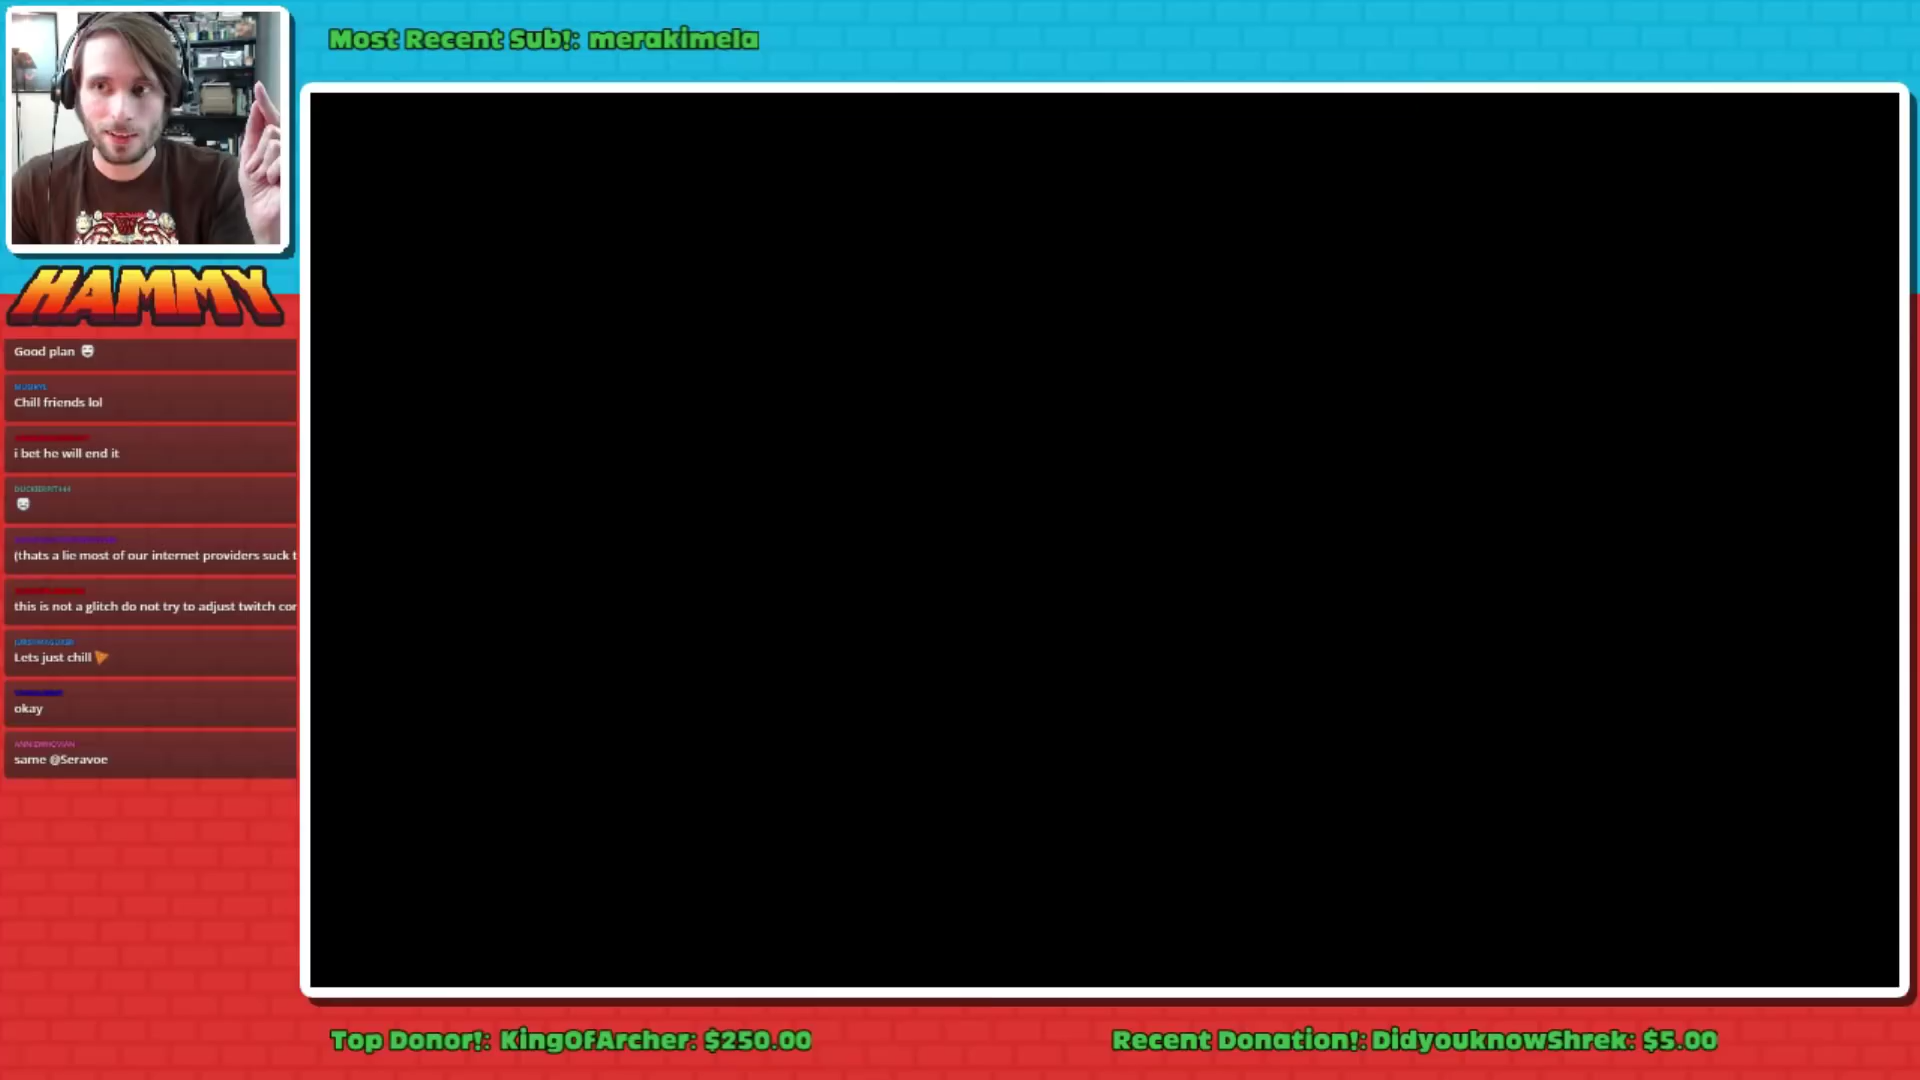 Most Recent Sub!: merakimela
HAMMY
Good plan
Chill friends lol
i bet he will end it
(thats a lie most of our internet providers suck t
this is not a glitch do not try to adjust twitch cor
Lets just chill
okay
same @Seravoe
Top Donor!: KingOfArcher: $250.00
Recent Donation!: DidyouknowShrek: $5.00